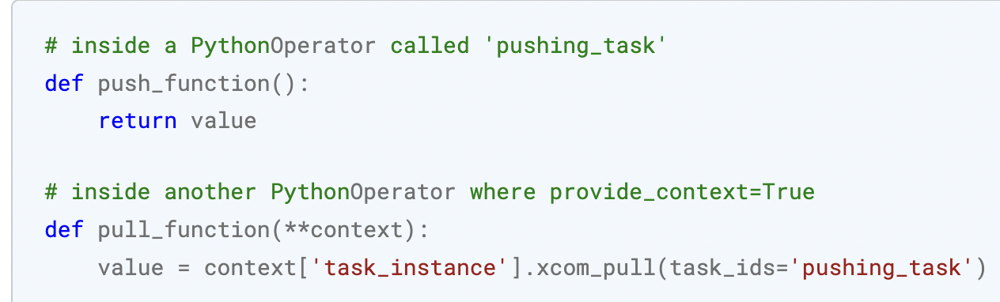 # inside a PythonOperator called 'pushing_task'
def push_function():
    return value
# inside another PythonOperator where provide_context=True
def pull_function(**context):
    value = context['task_instance'].xcom_pull(task_ids='pushing_task')